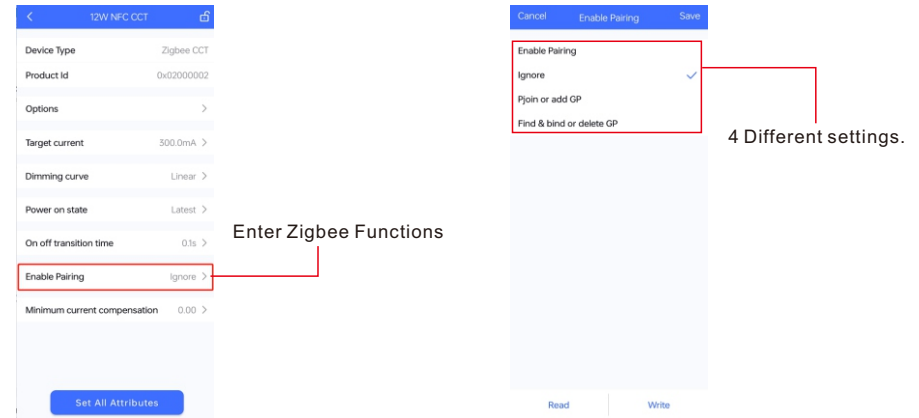 12W NFC CCT
Device Type Zigbee CCT
Product Id 0x02000002
Options
Target current 300.0mA
Dimming curve Linear
Power on state Latest
On off transition time 0.1s
Enable Pairing Ignore
Minimum current compensation 0.00
Set All Attributes
Enter Zigbee Functions
Cancel Enable Pairing Save
Enable Pairing
Ignore
Pjoin or add GP
Find & bind or delete GP
Read Write
4 Different settings.